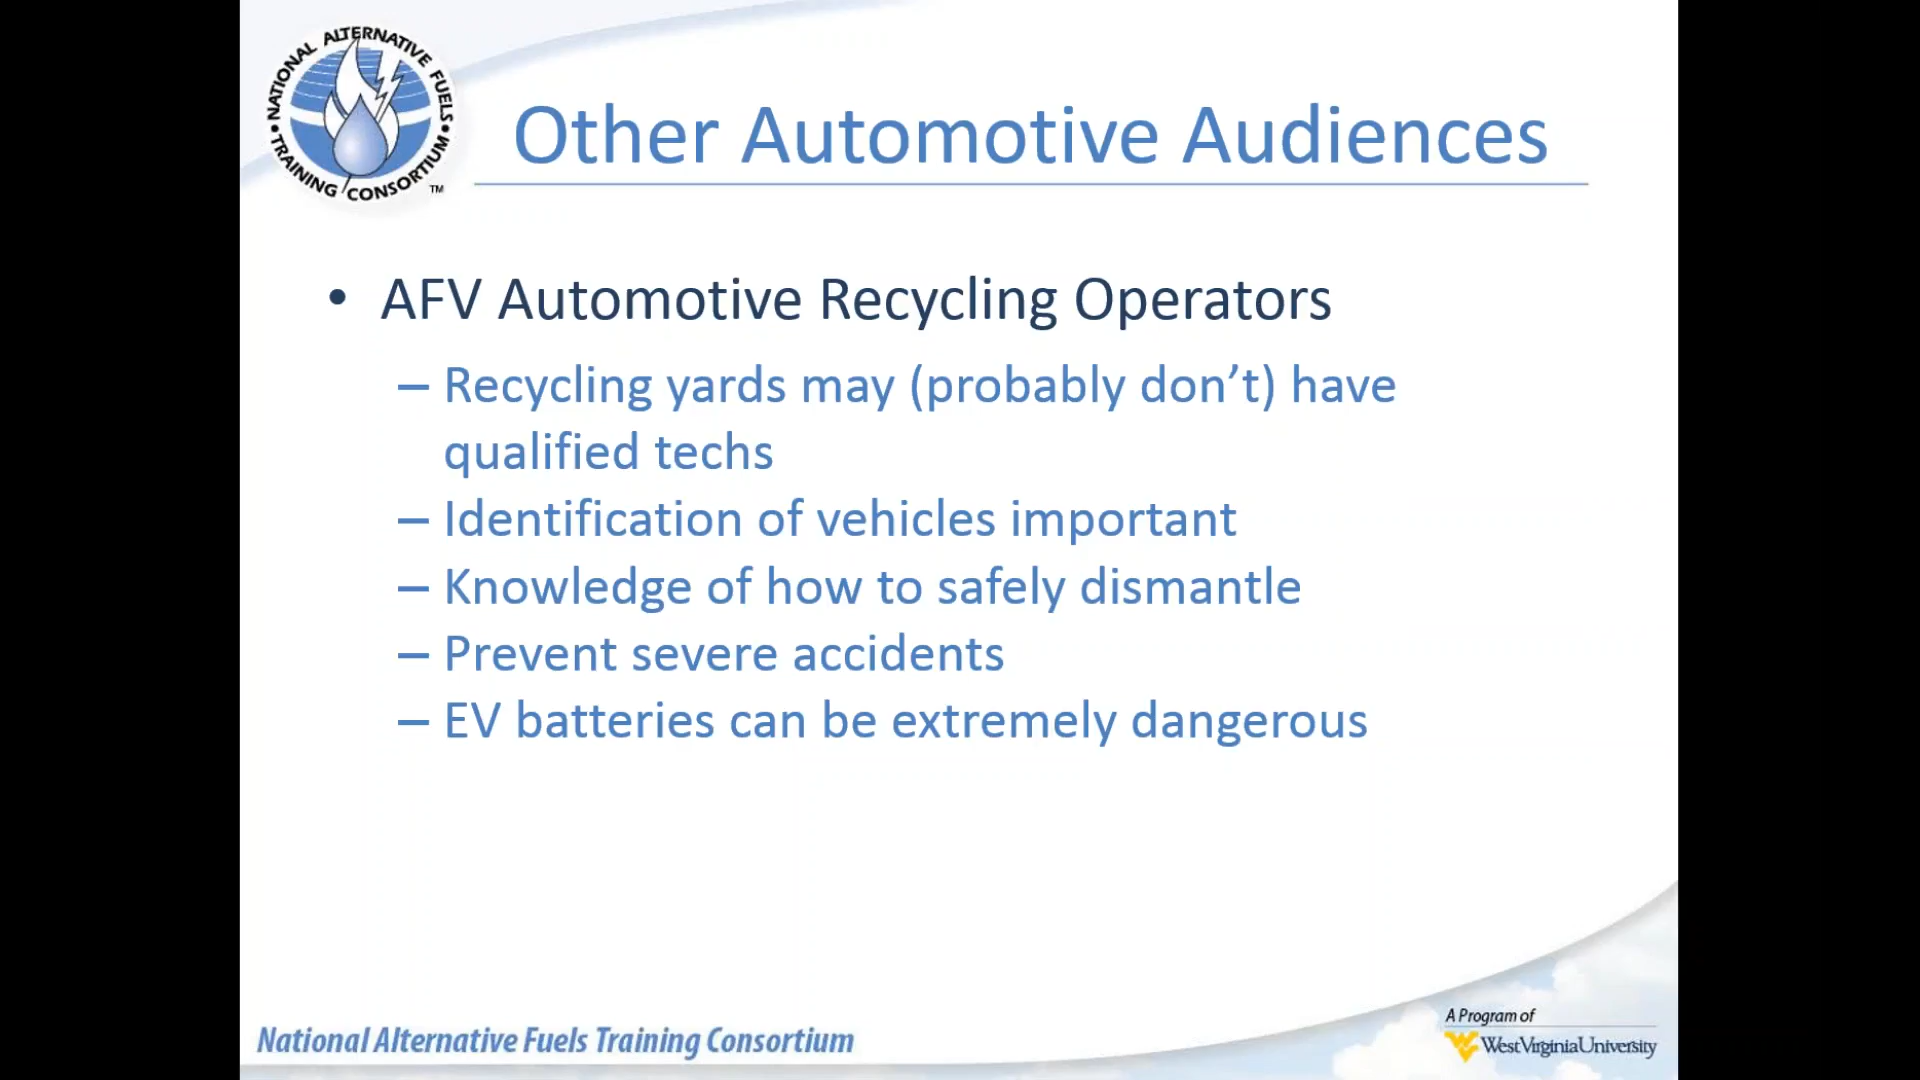 NATIONAL ALTERNATIVE FUELS
• TRAINING CONSORTIUM •
TM
Other Automotive Audiences
• AFV Automotive Recycling Operators
– Recycling yards may (probably don’t) have
qualified techs
– Identification of vehicles important
– Knowledge of how to safely dismantle
– Prevent severe accidents
– EV batteries can be extremely dangerous
National Alternative Fuels Training Consortium
A Program of
WestVirginiaUniversity